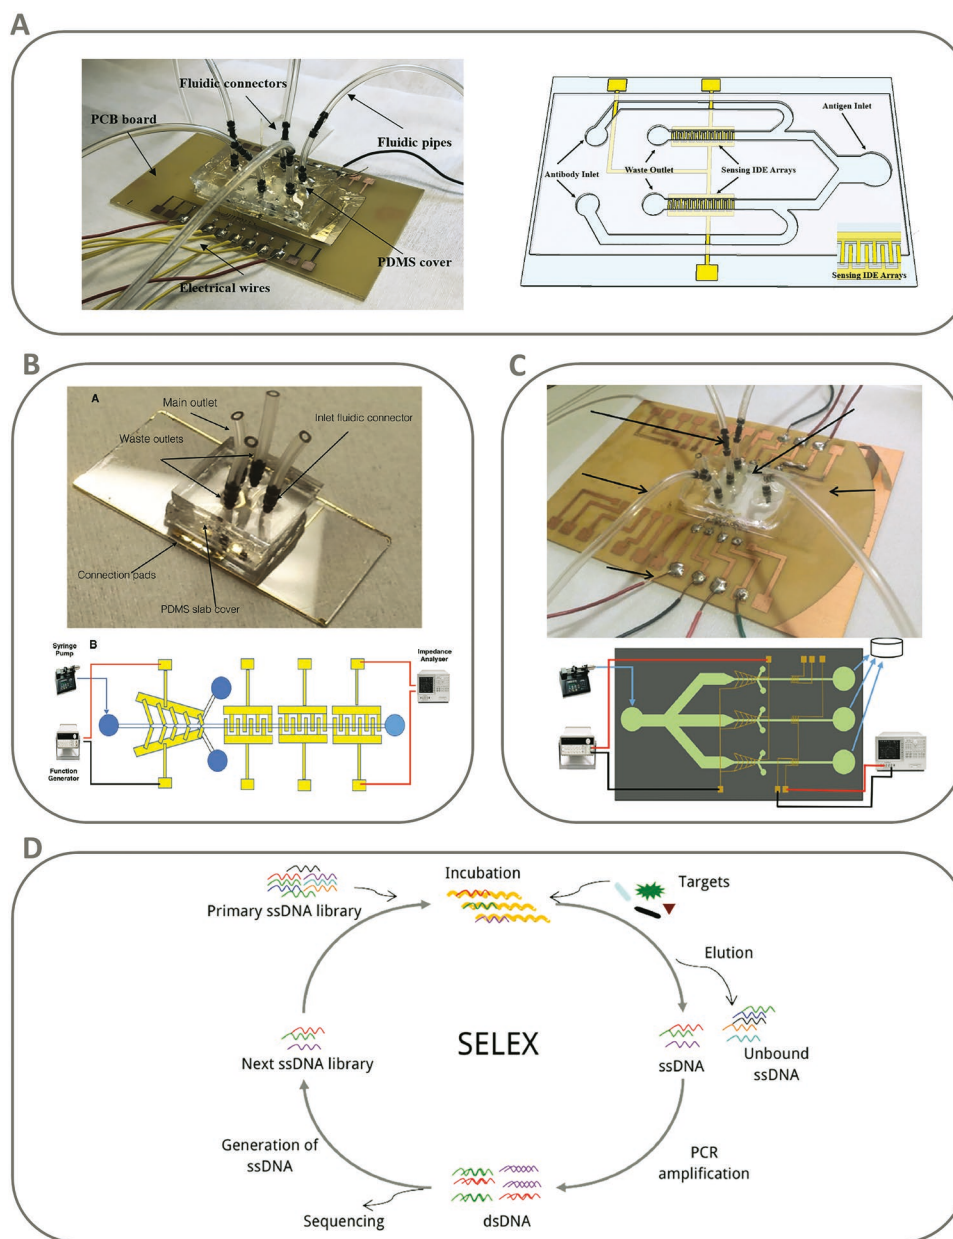 A
Fluidic connectors
PCB board
Fluidic pipes
PDMS cover
Electrical wires
Antigen Inlet
Antibody Inlet
Waste Outlet
Sensing IDE Arrays
Sensing IDE Arrays
B
A
Main outlet
Waste outlets
Inlet fluidic connector
Connection pads
PDMS slab cover
B
Syringe
Pump
Impedance
Analyser
Function
Generator
C
D
Incubation
Primary ssDNA library
Targets
Elution
SELEX
ssDNA
Unbound
ssDNA
Next ssDNA library
Generation of
ssDNA
PCR
amplification
Sequencing
dsDNA